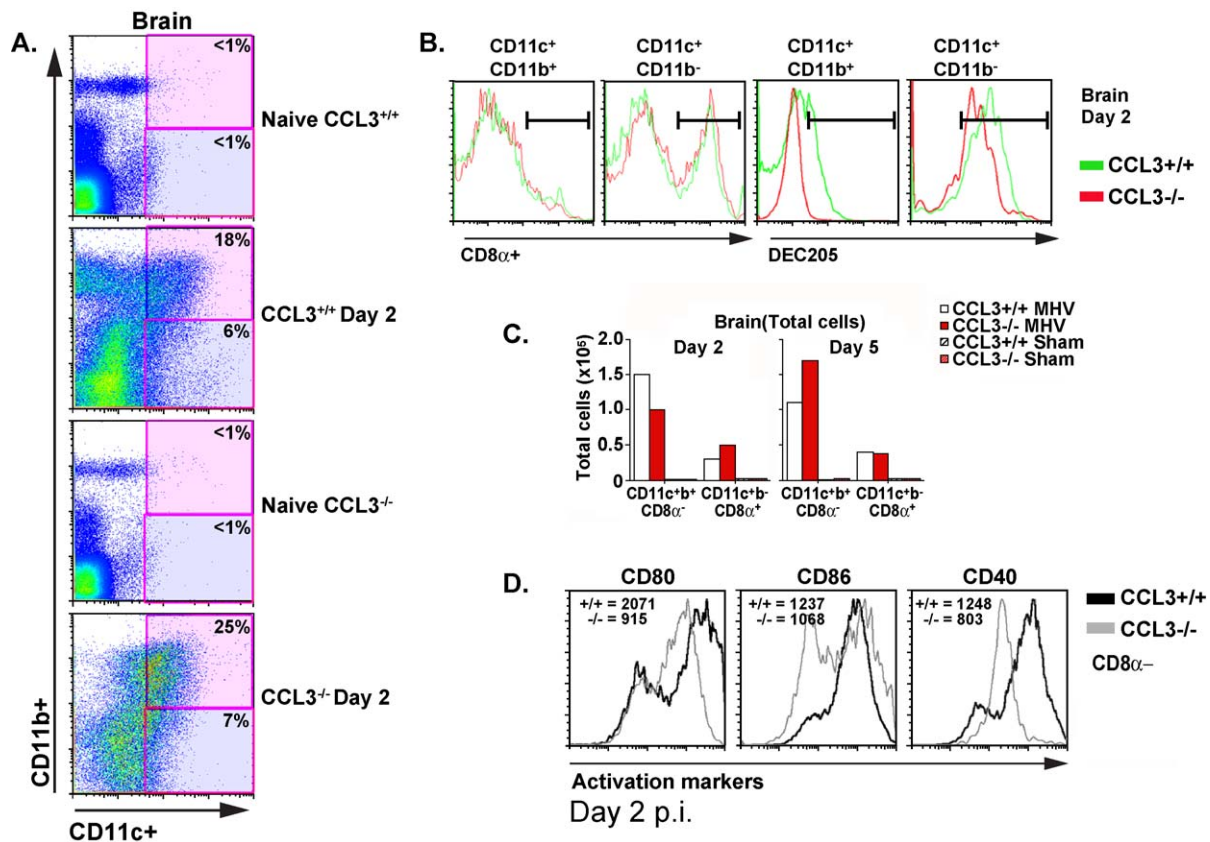 A.
Brain
<1%
<1%
Naive CCL3+/+
18%
6%
CCL3+/+ Day 2
<1%
<1%
Naive CCL3-/-
25%
7%
CCL3-/- Day 2
CD11b+
CD11c+
B.
CD11c+ CD11c+ CD11c+ CD11c+
CD11b+ CD11b- CD11b+ CD11b-
Brain
Day 2
CCL3+/+
CCL3-/-
CD8α+
DEC205
C.
Brain(Total cells)
Day 2 Day 5
CCL3+/+ MHV
CCL3-/- MHV
CCL3+/+ Sham
CCL3-/- Sham
Total cells (x10⁵)
2.0
1.5
1.0
0.5
0
CD11c+b+ CD11c+b- CD11c+b+ CD11c+b-
CD8α- CD8α+ CD8α- CD8α+
D.
CD80 CD86 CD40
+/+ = 2071 +/+ = 1237 +/+ = 1248
-/- = 915 -/- = 1068 -/- = 803
CCL3+/+
CCL3-/-
CD8α–
Activation markers
Day 2 p.i.